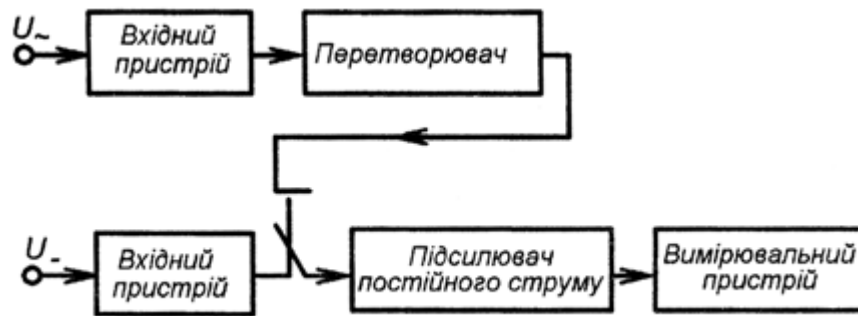 U~
Вхідний
пристрій
Перетворювач
U-
Вхідний
пристрій
Підсилювач
постійного струму
Вимірювальний
пристрій